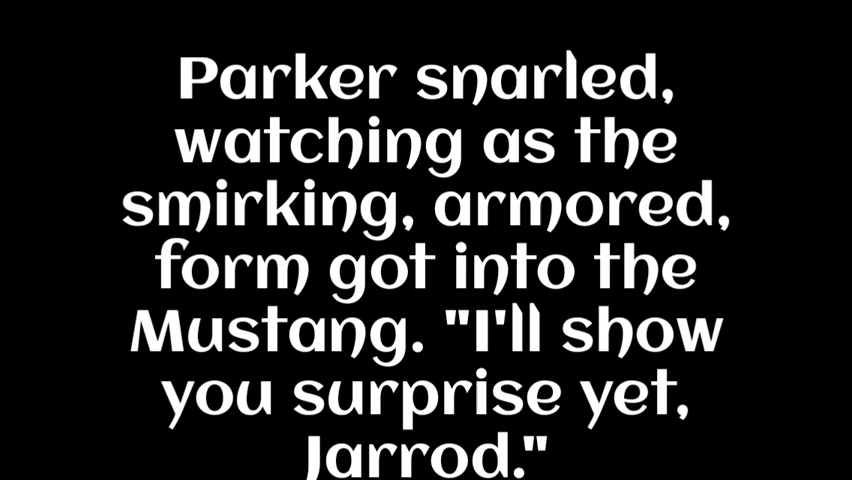 Parker snarled,
watching as the
smirking, armored,
form got into the
Mustang. "I'll show
you surprise yet,
Jarrod."